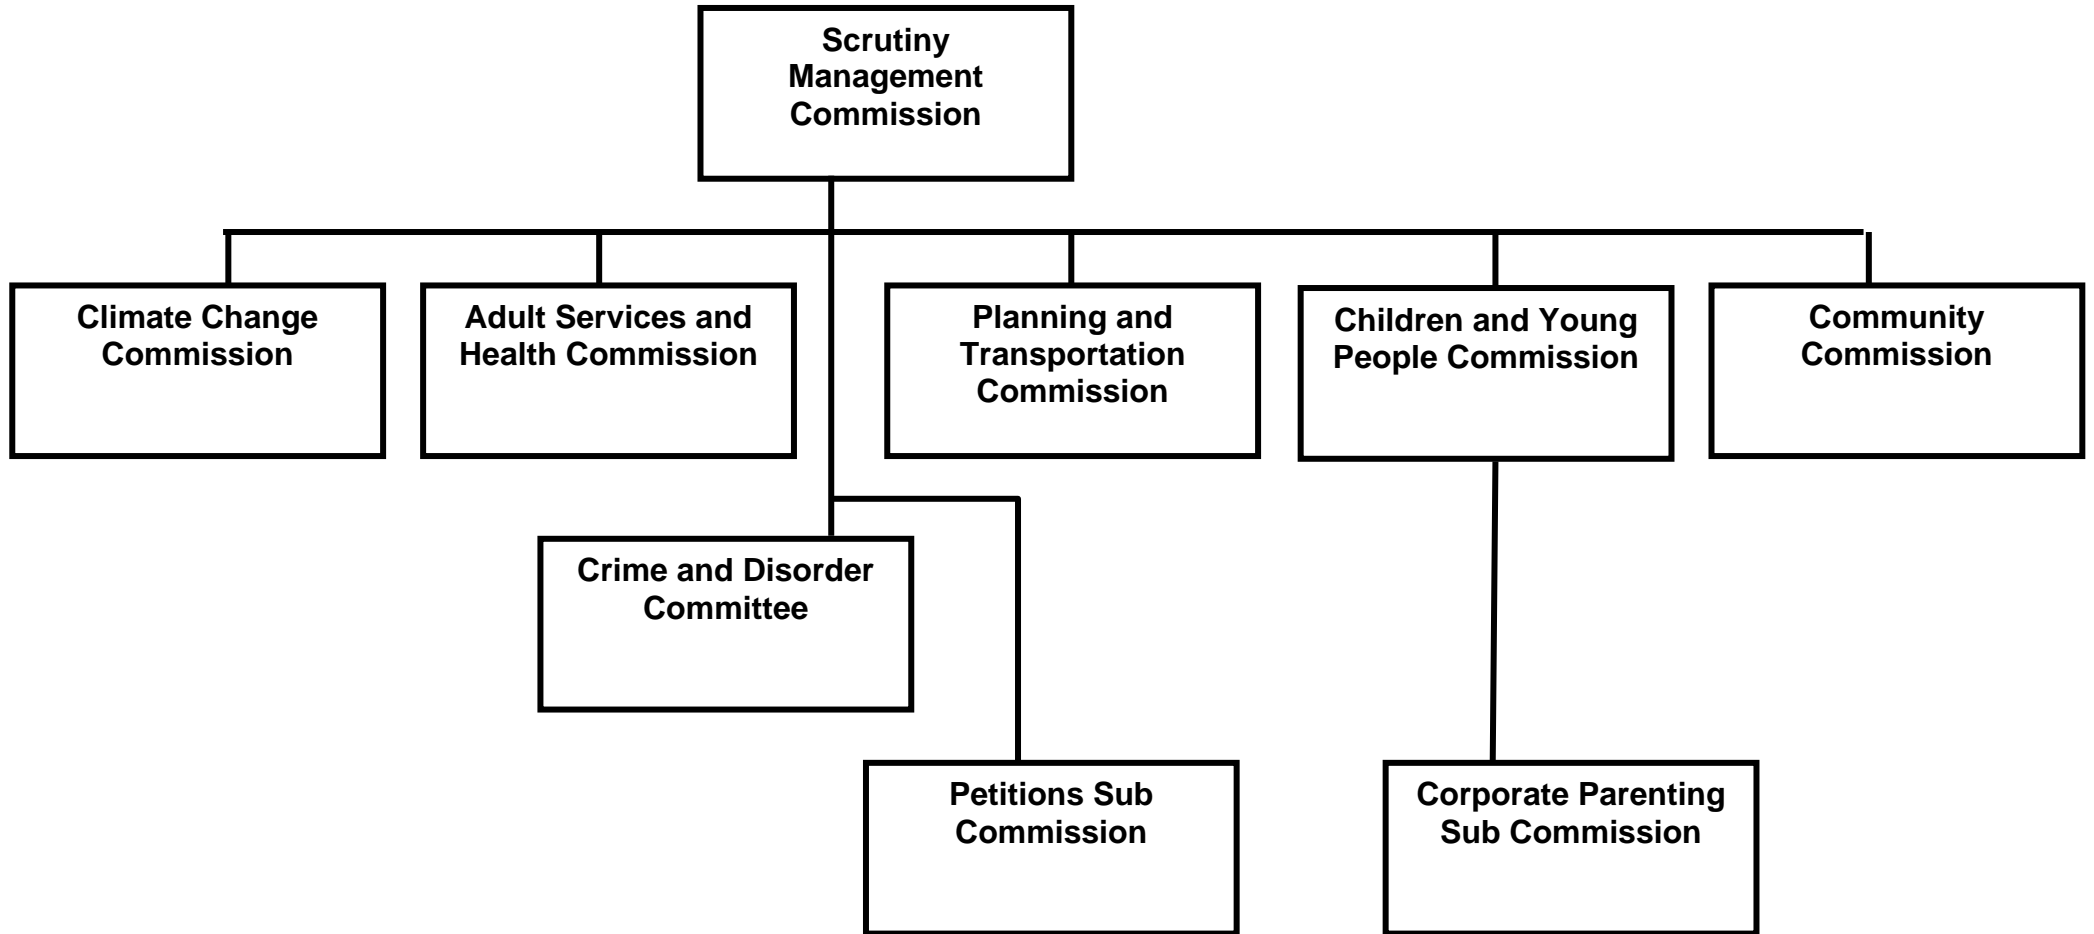 Scrutiny
Management
Commission
Climate Change
Commission
Adult Services and
Health Commission
Planning and
Transportation
Commission
Children and Young
People Commission
Community
Commission
Crime and Disorder
Committee
Petitions Sub
Commission
Corporate Parenting
Sub Commission